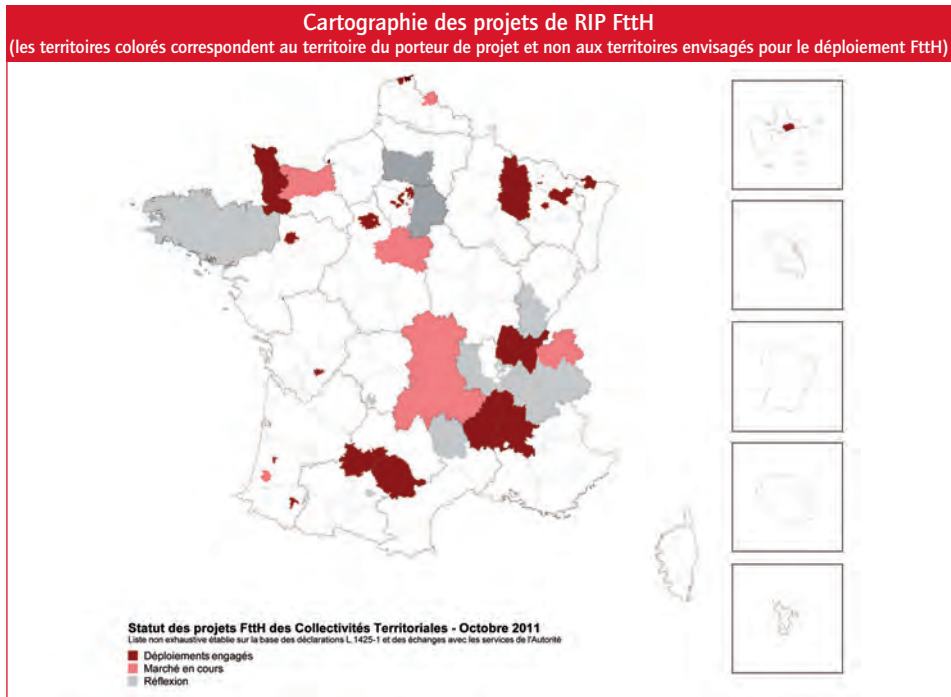 Cartographie des projets de RIP FttH
(les territoires colorés correspondent au territoire du porteur de projet et non aux territoires envisagés pour le déploiement FttH)
Statut des projets FttH des Collectivités Territoriales - Octobre 2011
Liste non exhaustive établie sur la base des déclarations L.1425-1 et des échanges avec les services de l'Autorité
Déploiements engagés
Marché en cours
Réflexion